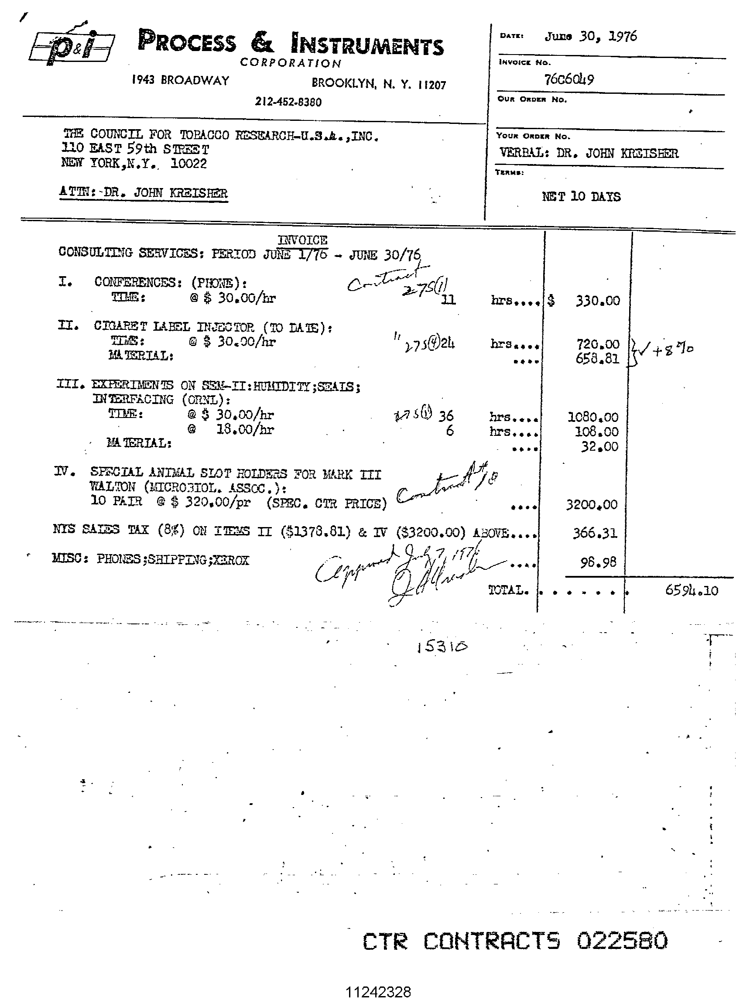 p&i PROCESS & INSTRUMENTS
CORPORATION
1943 BROADWAY BROOKLYN, N. Y. 11207
212-452-8380
DATE: June 30, 1976
INVOICE No.
76C6049
OUR ORDER No.
YOUR ORDER No.
VERBAL: DR. JOHN KREISHER
TERMS:
NET 10 DAYS
THE COUNCIL FOR TOBACCO RESEARCH-U.S.A.,INC.
110 EAST 59th STREET
NEW YORK,N.Y. 10022
ATTN: DR. JOHN KREISHER
INVOICE
CONSULTING SERVICES: PERIOD JUNE 1/76 - JUNE 30/76
Contract
I. CONFERENCES: (PHONE):
275(1)
TIME: @ $ 30.00/hr 11 hrs.... $ 330.00
II. CIGARET LABEL INJECTOR (TO DATE):
TIME: @ $ 30.00/hr " 275(4) 24 hrs.... 720.00
MATERIAL: .... 658.81 ✓ +8%
III. EXPERIMENTS ON SEM-II:HUMIDITY;SEALS;
INTERFACING (ORNL):
TIME: @ $ 30.00/hr 275(1) 36 hrs.... 1080.00
@ 18.00/hr 6 hrs.... 108.00
MATERIAL: .... 32.00
IV. SPECIAL ANIMAL SLOT HOLDERS FOR MARK III
WALTON (MICROBIOL. ASSOC.):
10 PAIR @ $ 320.00/pr (SPEC. CTR PRICE) Contract #18 3200.00
NYS SALES TAX (8%) ON ITEMS II ($1378.81) & IV ($3200.00) ABOVE.... 366.31
MISC: PHONES;SHIPPING;XEROX .... 98.98
Approved July 7, 1976
TOTAL. . . . . . . 6594.10
15310
CTR CONTRACTS 022580
11242328